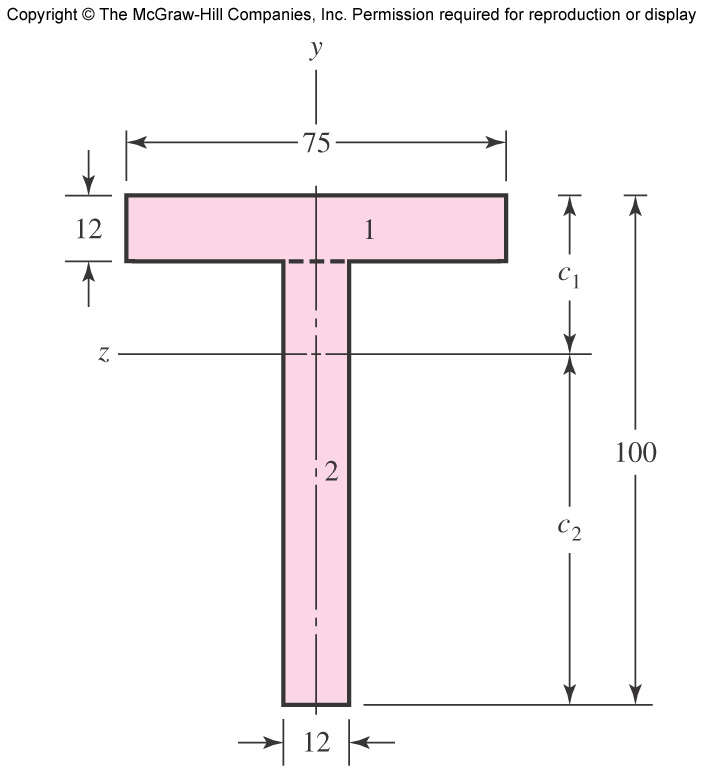 Copyright © The McGraw-Hill Companies, Inc. Permission required for reproduction or display
y
75
12
1
c1
z
100
2
c2
12